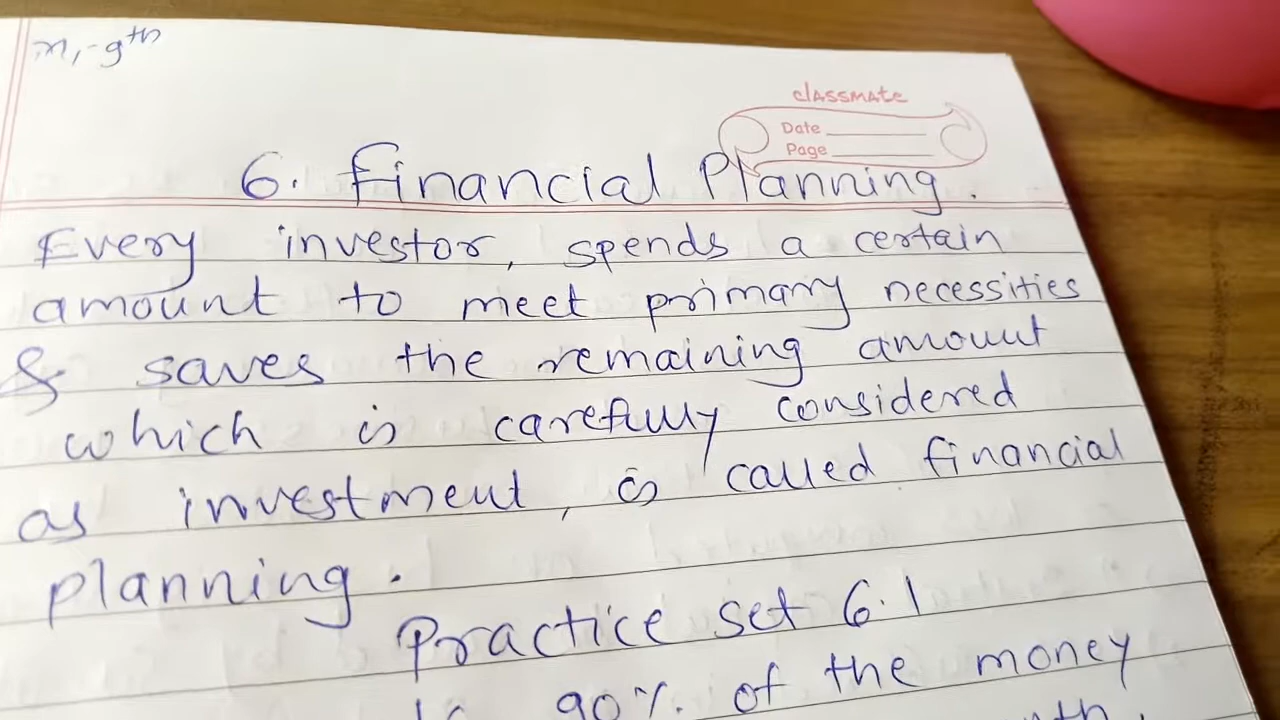 m, -9th
classmate
Date
Page
6. Financial Planning.
Every investor, spends a certain
amount to meet primary necessities
& saves the remaining amount
which is carefully considered
as investment, is called financial
planning.
Practice set 6.1
90% of the money